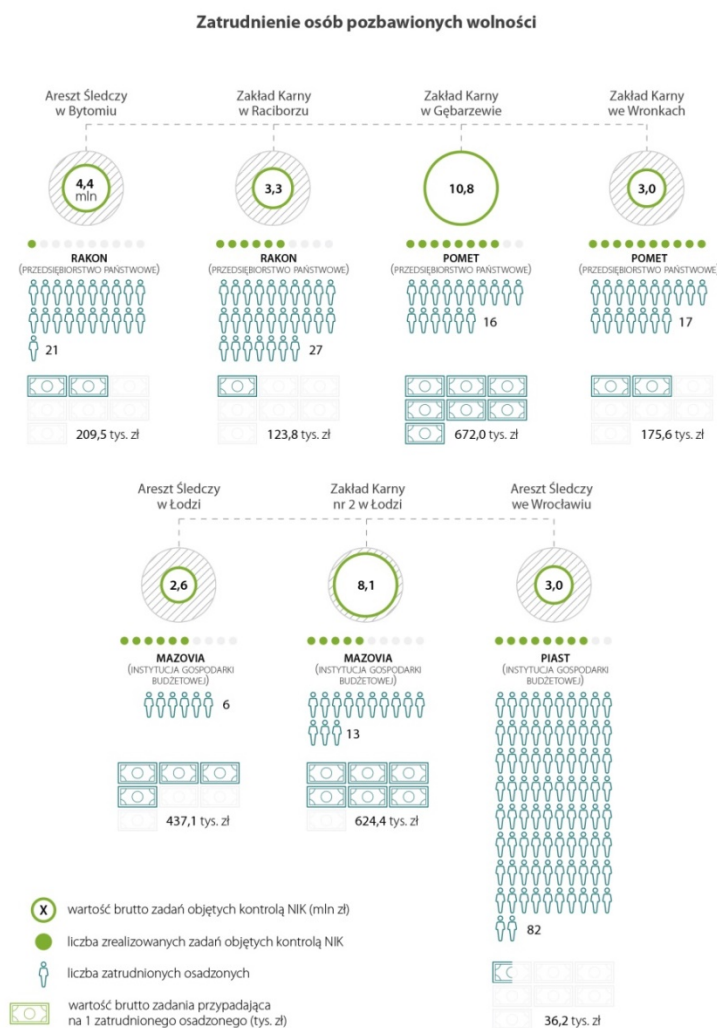 Zatrudnienie osób pozbawionych wolności
Areszt Śledczy
w Bytomiu
Zakład Karny
w Raciborzu
Zakład Karny
w Gębarzewie
Zakład Karny
we Wronkach
4,4
mln
3,3
10,8
3,0
RAKON
(PRZEDSIĘBIORSTWO PAŃSTWOWE)
21
209,5 tys. zł
RAKON
(PRZEDSIĘBIORSTWO PAŃSTWOWE)
27
123,8 tys. zł
POMET
(PRZEDSIĘBIORSTWO PAŃSTWOWE)
16
672,0 tys. zł
POMET
(PRZEDSIĘBIORSTWO PAŃSTWOWE
17
175,6 tys. zł
Areszt Śledczy
w Łodzi
Zakład Karny
nr 2 w Łodzi
Areszt Śledczy
we Wrocławiu
2,6
8,1
3,0
MAZOVIA
(INSTYTUCJA GOSPODARKI
BUDŻETOWEJ)
6
437,1 tys. zł
MAZOVIA
(INSTYTUCJA GOSPODARKI
BUDŻETOWEJ)
13
624,4 tys. zł
PIAST
(INSTYTUCJA GOSPODARKI
BUDŻETOWEJ)
82
36,2 tys. zł
X wartość brutto zadań objętych kontrolą NIK (mln zł)
liczba zrealizowanych zadań objętych kontrolą NIK
liczba zatrudnionych osadzonych
wartość brutto zadania przypadająca
na 1 zatrudnionego osadzonego (tys. zł)